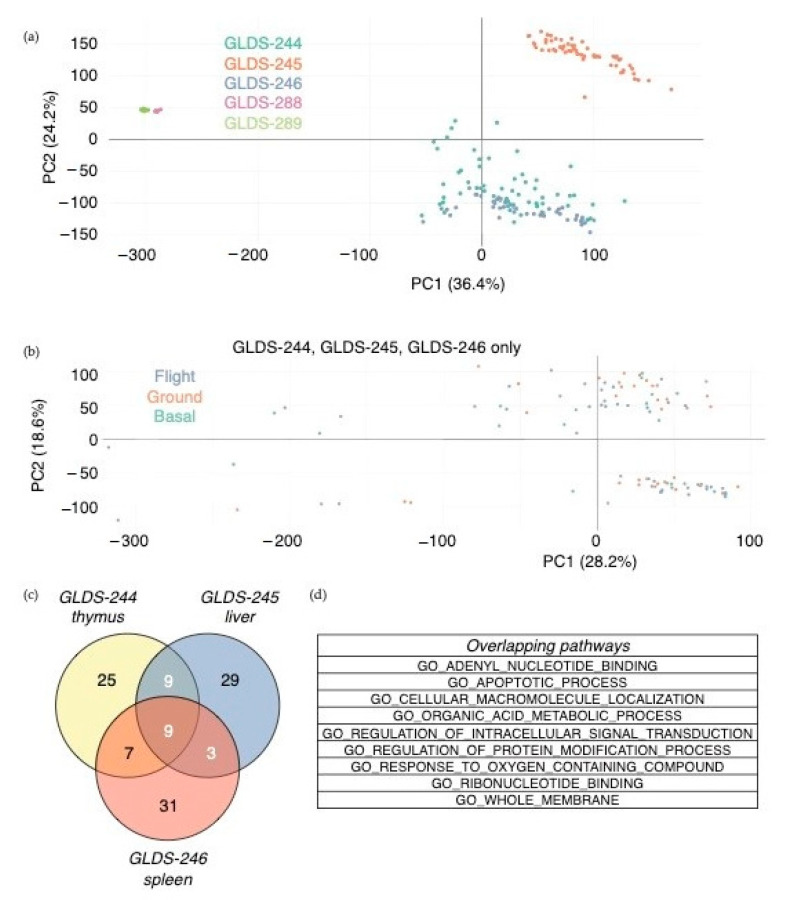 (a)
GLDS-244
GLDS-245
GLDS-246
GLDS-288
GLDS-289
PC2 (24.2%)
150
100
50
0
−50
−100
−150
−300 −200 −100 0 100
PC1 (36.4%)
(b)
GLDS-244, GLDS-245, GLDS-246 only
Flight
Ground
Basal
PC2 (18.6%)
100
50
0
−50
−100
−300 −200 −100 0 100
PC1 (28.2%)
(c)
GLDS-244
thymus
GLDS-245
liver
25 9 29
9
7 3
31
GLDS-246
spleen
(d)
Overlapping pathways
GO_ADENYL_NUCLEOTIDE_BINDING
GO_APOPTOTIC_PROCESS
GO_CELLULAR_MACROMOLECULE_LOCALIZATION
GO_ORGANIC_ACID_METABOLIC_PROCESS
GO_REGULATION_OF_INTRACELLULAR_SIGNAL_TRANSDUCTION
GO_REGULATION_OF_PROTEIN_MODIFICATION_PROCESS
GO_RESPONSE_TO_OXYGEN_CONTAINING_COMPOUND
GO_RIBONUCLEOTIDE_BINDING
GO_WHOLE_MEMBRANE